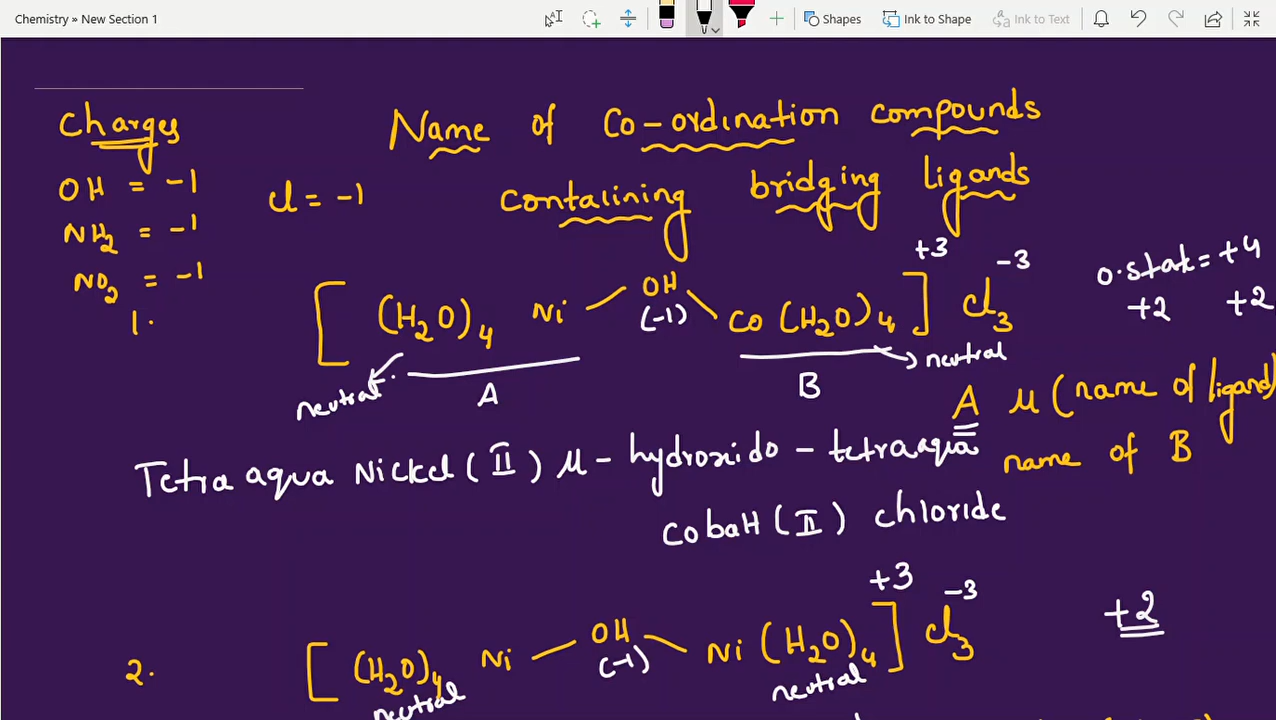 Chemistry » New Section 1
Shapes
Ink to Shape
Ink to Text
Charges
OH = -1
NH2 = -1
NO2 = -1
Cl = -1
Name of Co-ordination compounds
contalining bridging ligands
1.
[ (H2O)4 Ni — OH — Co (H2O)4 ] Cl3
+3
-3
(-1)
neutral
neutral
A
B
O.State = +4
+2 +2
A μ (name of ligand)
name of B
Tetra aqua Nickel (II) μ - hydroxido - tetraaqua
Cobalt (II) chloride
2.
[ (H2O)4 Ni — OH — Ni (H2O)4 ] Cl3
+3
-3
(-1)
neutral
neutral
+2